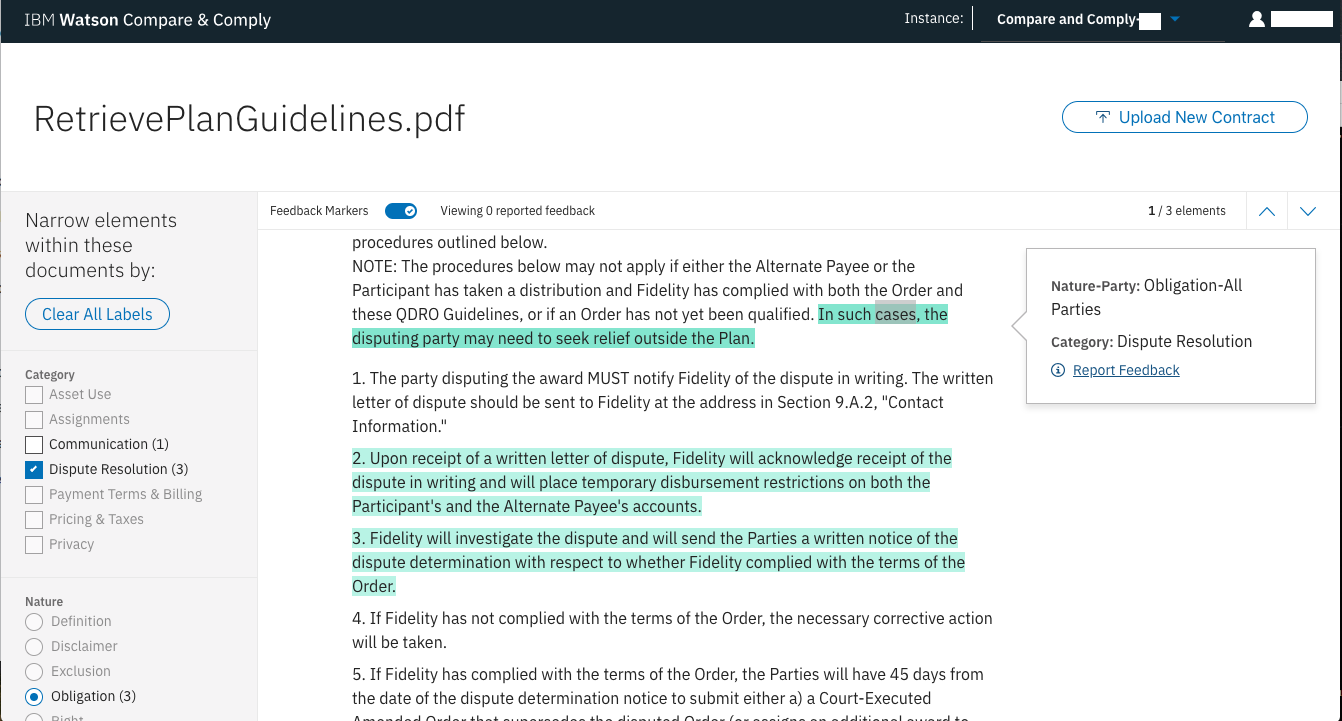 IBM Watson Compare & Comply
Instance:
Compare and Comply-
RetrievePlanGuidelines.pdf
Upload New Contract
Narrow elements
within these
documents by:
Clear All Labels
Category
Asset Use
Assignments
Communication (1)
Dispute Resolution (3)
Payment Terms & Billing
Pricing & Taxes
Privacy
Nature
Definition
Disclaimer
Exclusion
Obligation (3)
Right
Feedback Markers
Viewing 0 reported feedback
1 / 3 elements
procedures outlined below.
NOTE: The procedures below may not apply if either the Alternate Payee or the
Participant has taken a distribution and Fidelity has complied with both the Order and
these QDRO Guidelines, or if an Order has not yet been qualified. In such cases, the
disputing party may need to seek relief outside the Plan.
1. The party disputing the award MUST notify Fidelity of the dispute in writing. The written
letter of dispute should be sent to Fidelity at the address in Section 9.A.2, "Contact
Information."
2. Upon receipt of a written letter of dispute, Fidelity will acknowledge receipt of the
dispute in writing and will place temporary disbursement restrictions on both the
Participant's and the Alternate Payee's accounts.
3. Fidelity will investigate the dispute and will send the Parties a written notice of the
dispute determination with respect to whether Fidelity complied with the terms of the
Order.
4. If Fidelity has not complied with the terms of the Order, the necessary corrective action
will be taken.
5. If Fidelity has complied with the terms of the Order, the Parties will have 45 days from
the date of the dispute determination notice to submit either a) a Court-Executed
Amended Order that supersedes the disputed Order (or assigns an additional award to
Nature-Party: Obligation-All
Parties
Category: Dispute Resolution
Report Feedback